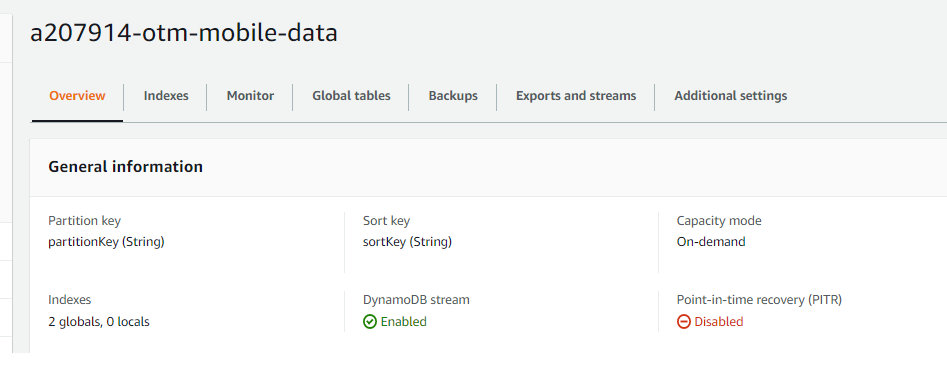 a207914-otm-mobile-data
Overview Indexes Monitor Global tables Backups Exports and streams Additional settings
General information
Partition key Sort key Capacity mode
partitionKey (String) sortKey (String) On-demand
Indexes DynamoDB stream Point-in-time recovery (PITR)
2 globals, 0 locals Enabled Disabled